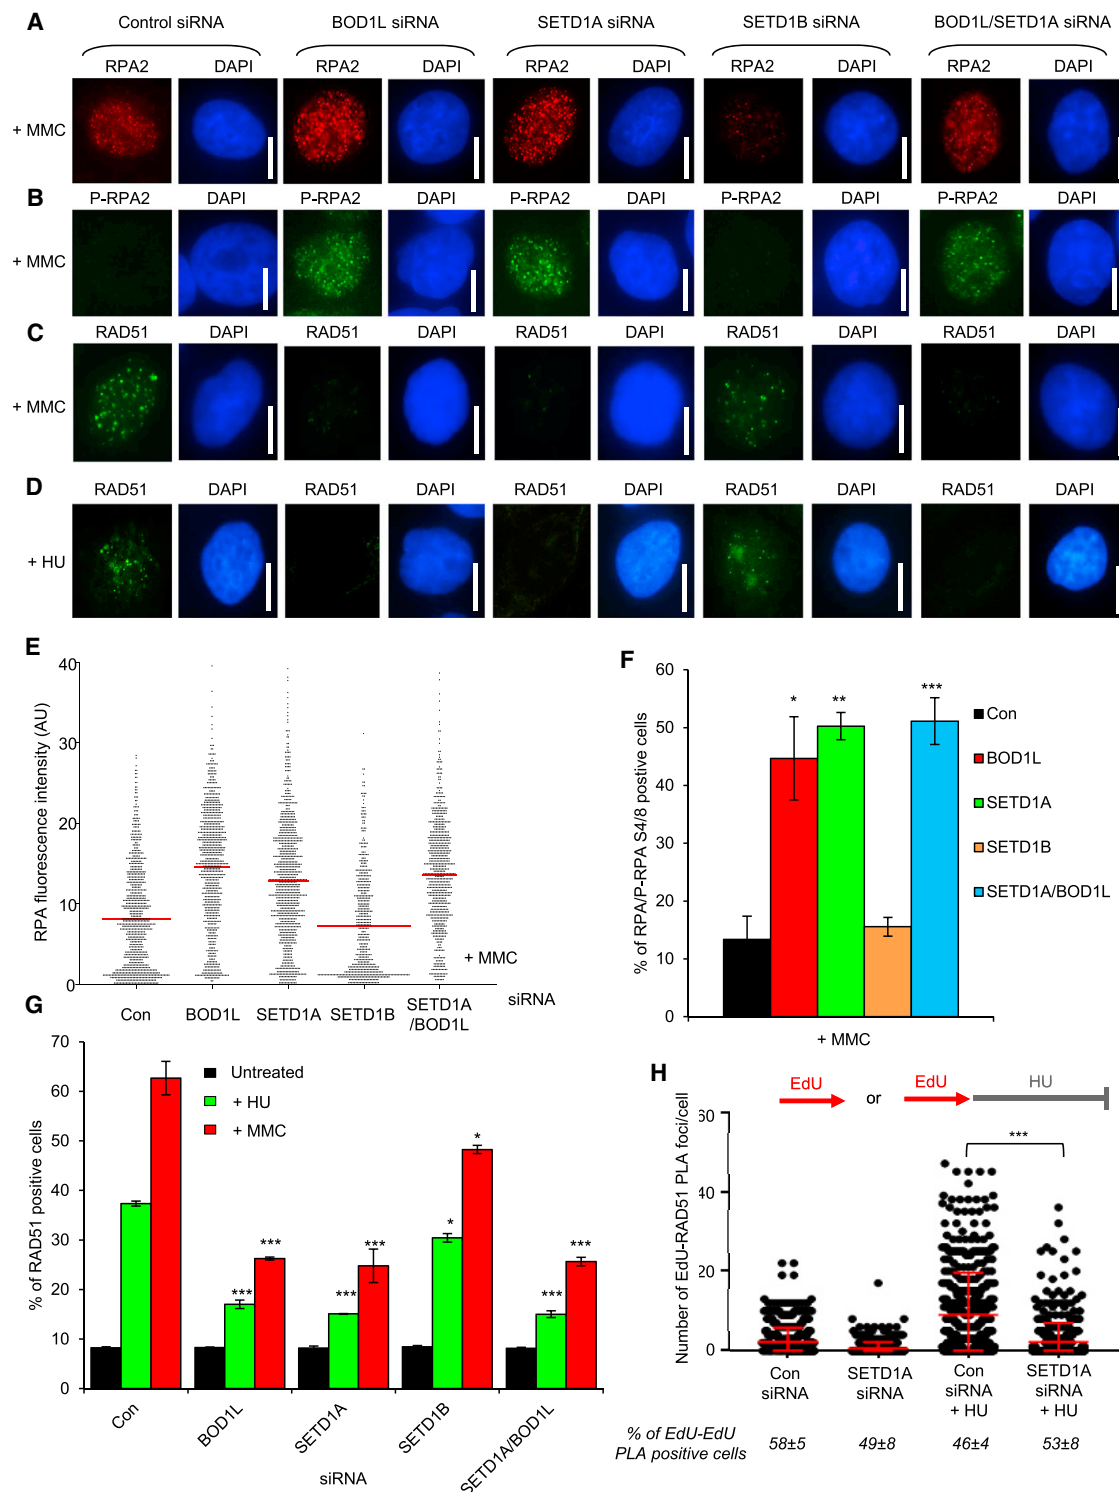 A
Control siRNA
BOD1L siRNA
SETD1A siRNA
SETD1B siRNA
BOD1L/SETD1A siRNA
RPA2 DAPI RPA2 DAPI RPA2 DAPI RPA2 DAPI RPA2 DAPI
+ MMC
B
P-RPA2 DAPI P-RPA2 DAPI P-RPA2 DAPI P-RPA2 DAPI P-RPA2 DAPI
+ MMC
C
RAD51 DAPI RAD51 DAPI RAD51 DAPI RAD51 DAPI RAD51 DAPI
+ MMC
D
RAD51 DAPI RAD51 DAPI RAD51 DAPI RAD51 DAPI RAD51 DAPI
+ HU
E
RPA fluorescence intensity (AU)
40
30
20
10
0
+ MMC
Con BOD1L SETD1A SETD1B SETD1A
/BOD1L
siRNA
F
% of RPA/P-RPA S4/8 postive cells
60
50
40
30
20
10
0
* ** ***
Con
BOD1L
SETD1A
SETD1B
SETD1A/BOD1L
+ MMC
G
% of RAD51 positive cells
70
60
50
40
30
20
10
0
Untreated
+ HU
+ MMC
*** ***
*** ***
* *
*** ***
Con BOD1L SETD1A SETD1B SETD1A/BOD1L
siRNA
H
EdU or EdU HU
Number of EdU-RAD51 PLA foci/cell
60
40
20
0
***
Con
siRNA
SETD1A
siRNA
Con
siRNA
+ HU
SETD1A
siRNA
+ HU
% of EdU-EdU
PLA positive cells
58±5 49±8 46±4 53±8